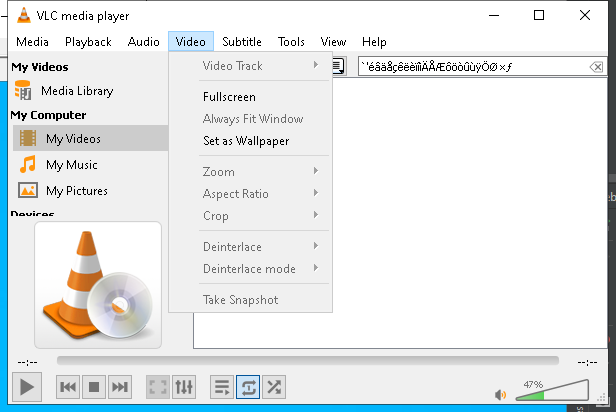 VLC media player
Media Playback Audio Video Subtitle Tools View Help
My Videos
Media Library
My Computer
My Videos
My Music
My Pictures
Devices
Video Track
Fullscreen
Always Fit Window
Set as Wallpaper
Zoom
Aspect Ratio
Crop
Deinterlace
Deinterlace mode
Take Snapshot
--:-- --:--
47%